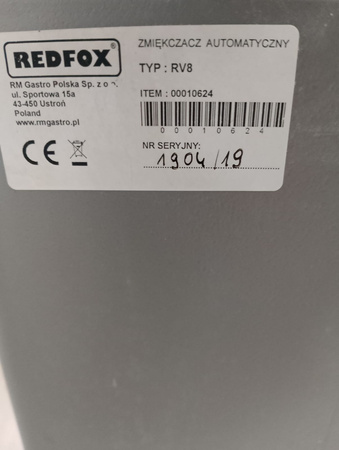 REDFOX®
RM Gastro Polska Sp. z o
ul. Sportowa 15a
43-450 Ustroń
Poland
www.rmgastro.pl
CE
ZMIĘKCZACZ AUTOMATYCZNY
TYP : RV8
ITEM : 00010624
00010624
NR SERYJNY:
1904/19